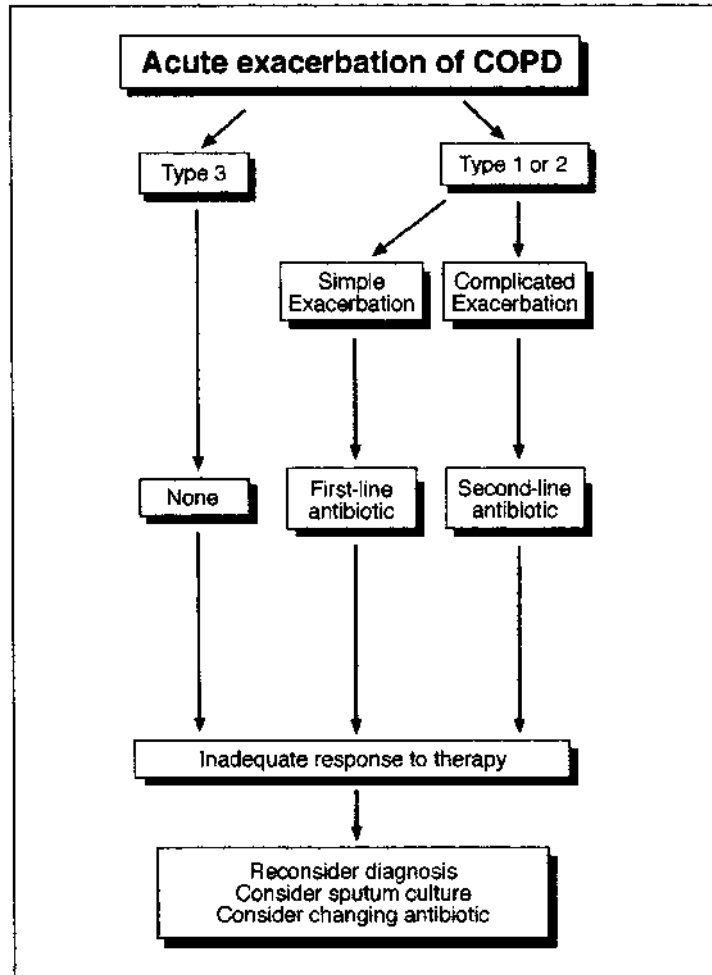 Acute exacerbation of COPD
Type 3
Type 1 or 2
Simple
Exacerbation
Complicated
Exacerbation
None
First-line
antibiotic
Second-line
antibiotic
Inadequate response to therapy
Reconsider diagnosis
Consider sputum culture
Consider changing antibiotic